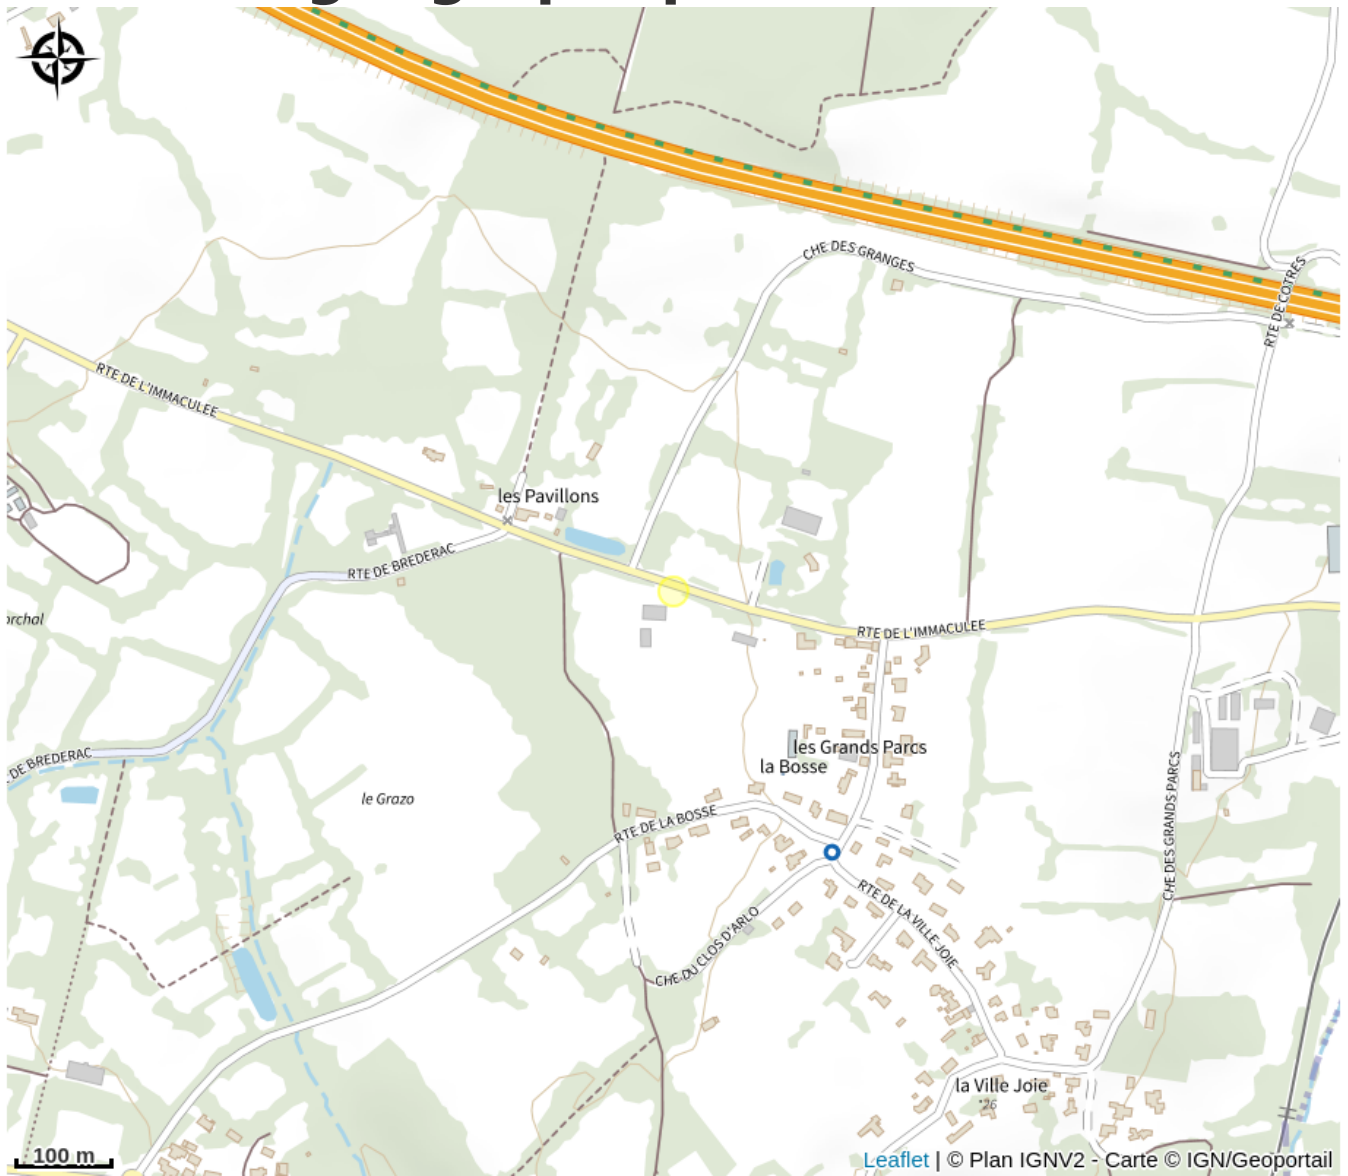 CHE DES GRANGES
RTE DE COTRES
RTE DE L'IMMACULEE
les Pavillons
RTE DE BREDERAC
RTE DE L'IMMACULEE
DE BREDERAC
les Grands Parcs
la Bosse
le Grazo
RTE DE LA BOSSE
CHE DES GRANDS PARCS
RTE DE LA VILLE JOIE
CHE DU CLOS D'ARLO
la Ville Joie
26
100 m
Leaflet | © Plan IGNV2 - Carte © IGN/Geoportail